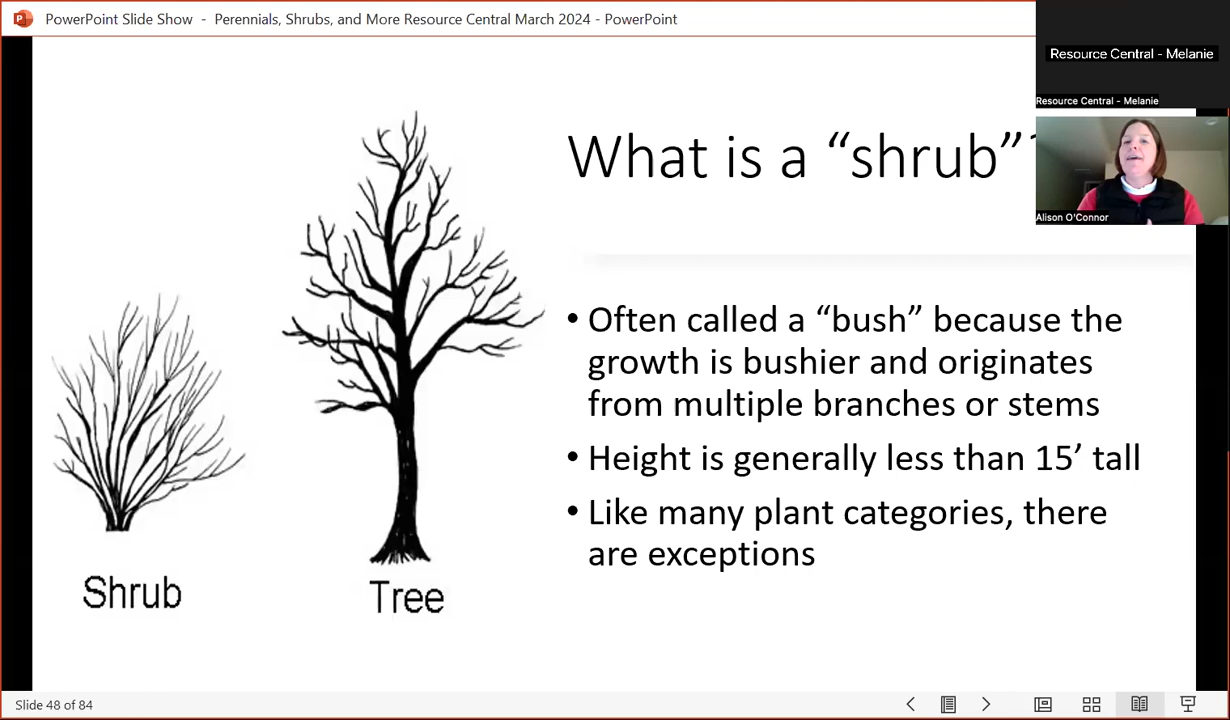 PowerPoint Slide Show - Perennials, Shrubs, and More Resource Central March 2024 - PowerPoint
Resource Central - Melanie
Resource Central - Melanie
Alison O'Connor
What is a “shrub”?
• Often called a “bush” because the
growth is bushier and originates
from multiple branches or stems
• Height is generally less than 15’ tall
• Like many plant categories, there
are exceptions
Shrub
Tree
Slide 48 of 84